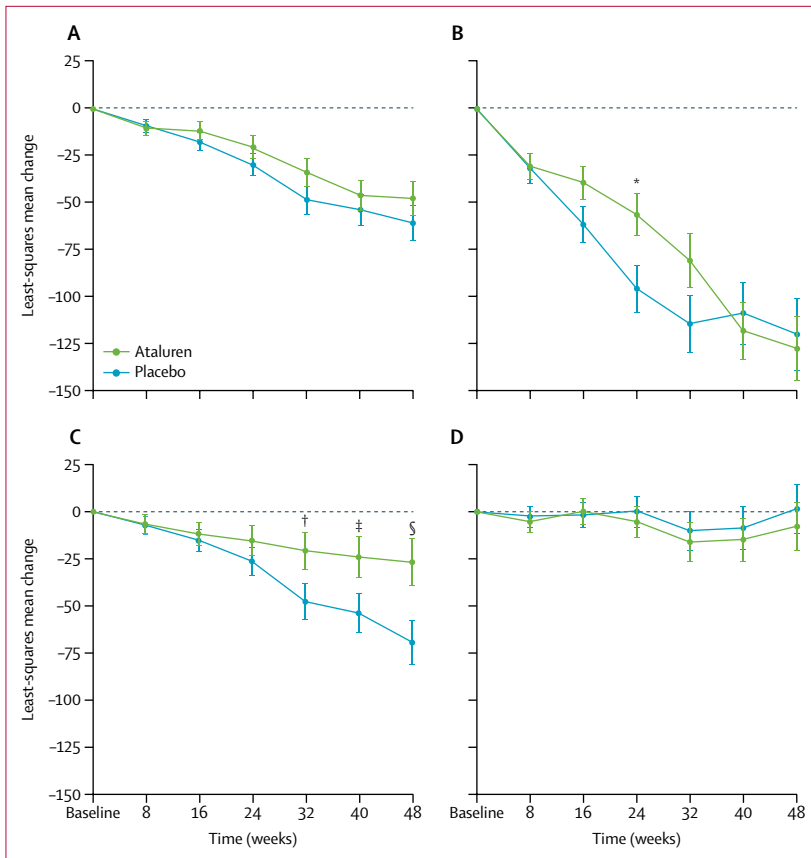 A
B
25
0
−25
−50
−75
−100
−125
−150
Least-squares mean change
Ataluren
Placebo
*
C
D
25
0
−25
−50
−75
−100
−125
−150
Least-squares mean change
† ‡ §
Baseline 8 16 24 32 40 48
Time (weeks)
Baseline 8 16 24 32 40 48
Time (weeks)